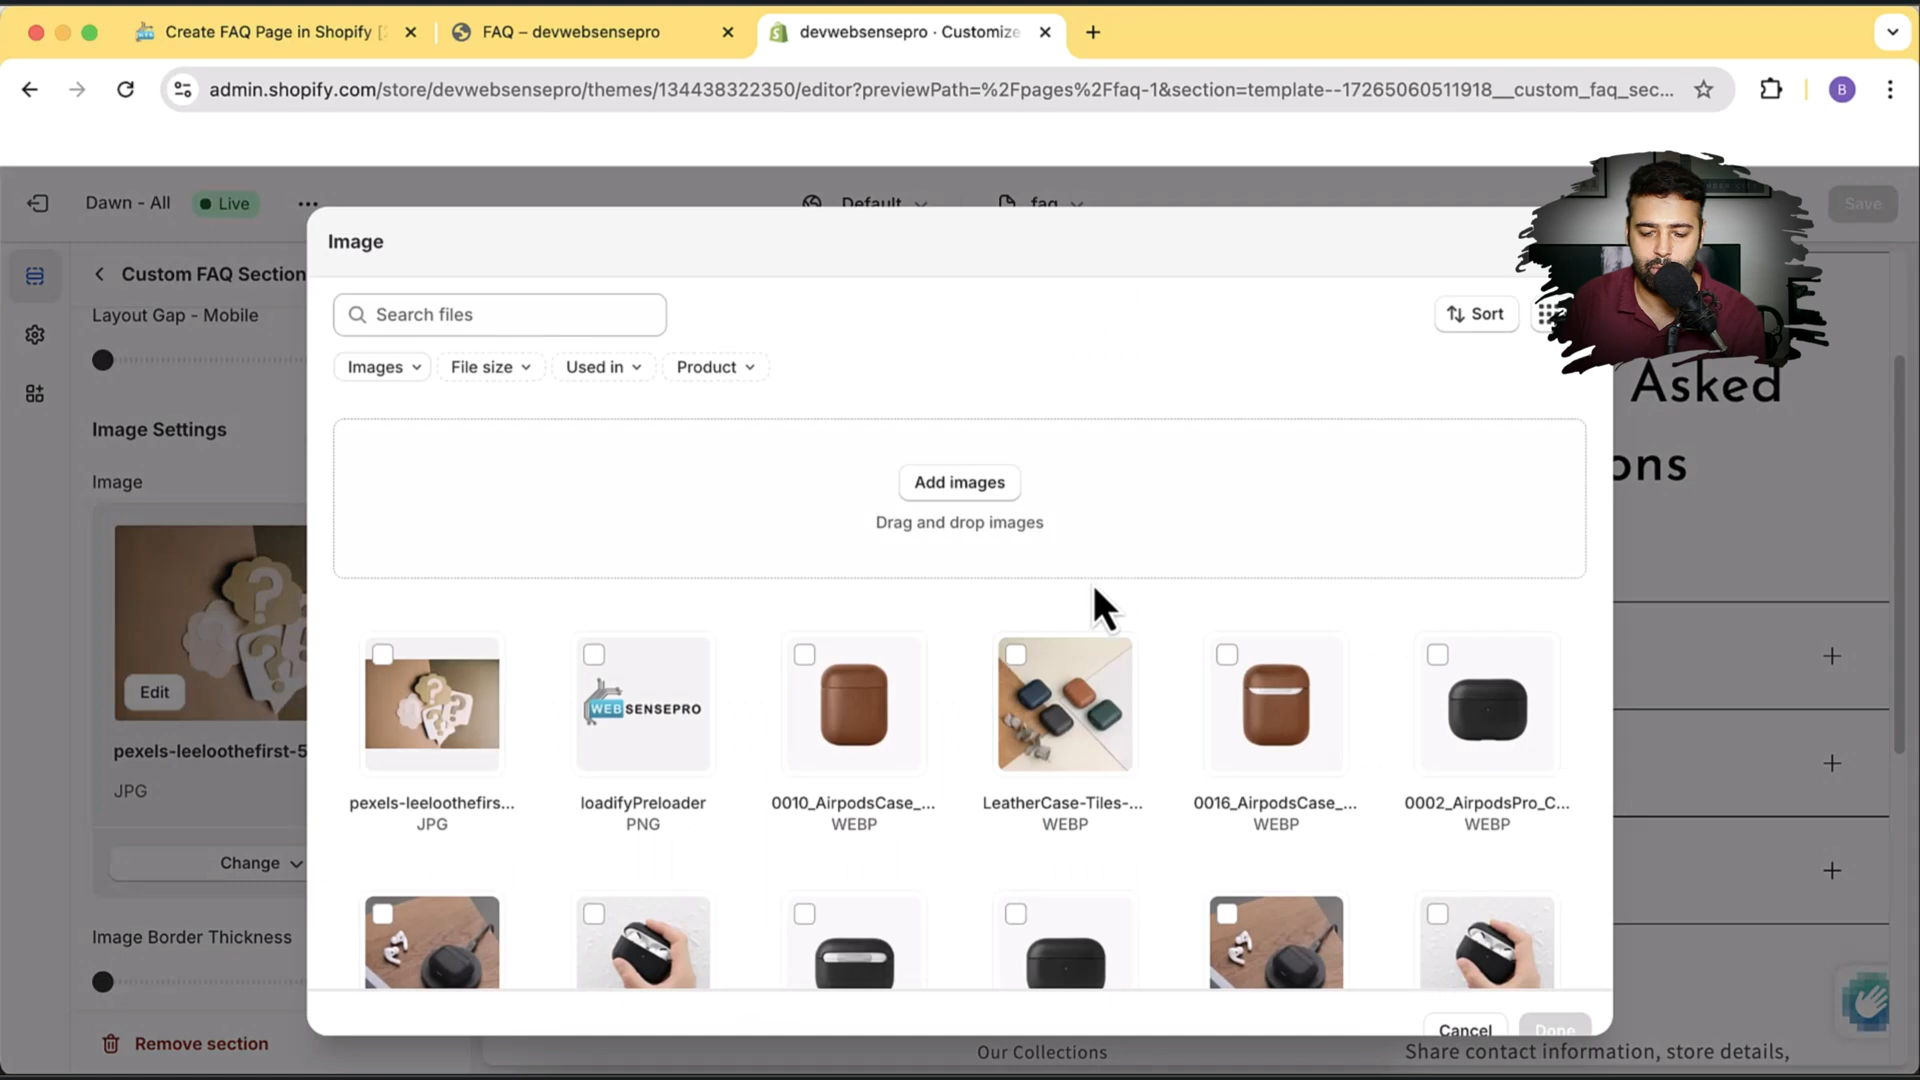 Create FAQ Page in Shopify [
FAQ – devwebsensepro
devwebsensepro · Customize
admin.shopify.com/store/devwebsensepro/themes/134438322350/editor?previewPath=%2Fpages%2Ffaq-1&section=template--17265060511918__custom_faq_sec...
B
Dawn - All
Live
Default
faq
Save
Custom FAQ Section
Layout Gap - Mobile
Image Settings
Image
Edit
pexels-leeloothefirst-5
JPG
Change
Image Border Thickness
Remove section
Image
Search files
Sort
Images
File size
Used in
Product
Add images
Drag and drop images
WEBSENSEPRO
pexels-leeloothefirs...
JPG
loadifyPreloader
PNG
0010_AirpodsCase_...
WEBP
LeatherCase-Tiles-...
WEBP
0016_AirpodsCase_...
WEBP
0002_AirpodsPro_C...
WEBP
Cancel
Done
Asked
ons
Our Collections
Share contact information, store details,